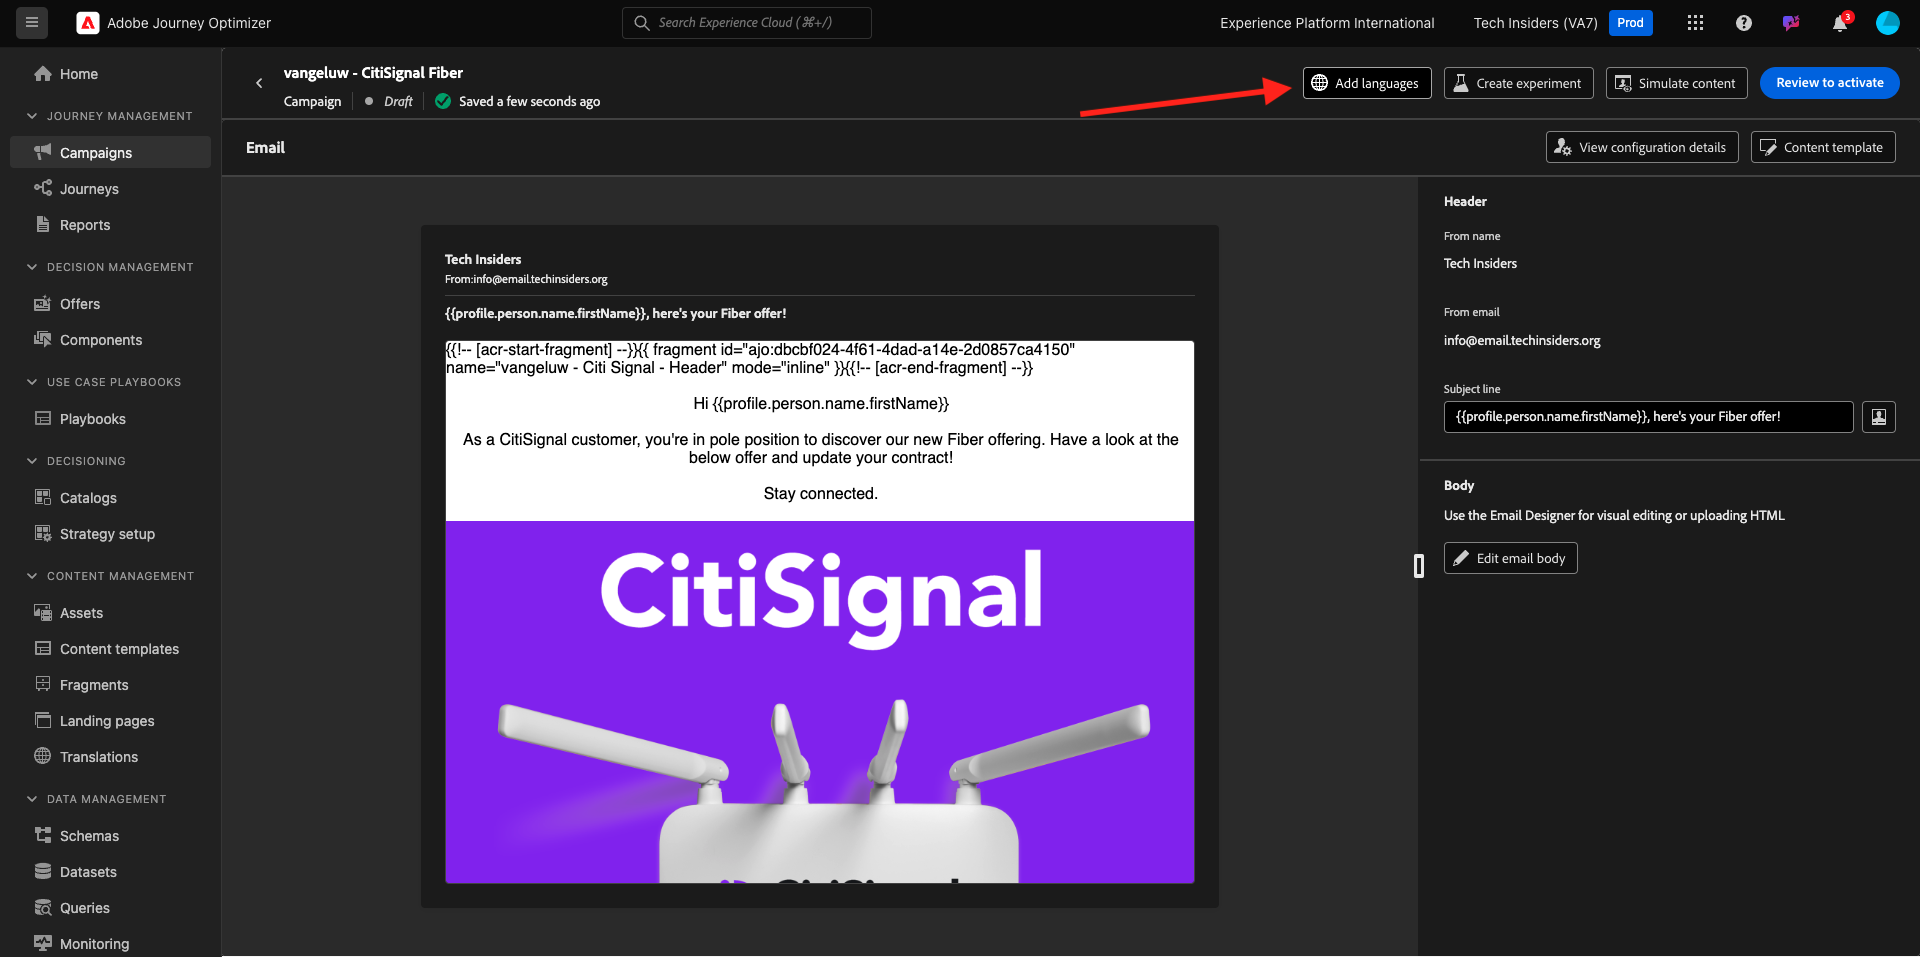 Adobe Journey Optimizer
Search Experience Cloud (⌘+/)
Experience Platform International
Tech Insiders (VA7)
Prod
3
Home
JOURNEY MANAGEMENT
Campaigns
Journeys
Reports
DECISION MANAGEMENT
Offers
Components
USE CASE PLAYBOOKS
Playbooks
DECISIONING
Catalogs
Strategy setup
CONTENT MANAGEMENT
Assets
Content templates
Fragments
Landing pages
Translations
DATA MANAGEMENT
Schemas
Datasets
Queries
Monitoring
vangeluw - CitiSignal Fiber
Campaign
Draft
Saved a few seconds ago
Add languages
Create experiment
Simulate content
Review to activate
Email
View configuration details
Content template
Tech Insiders
From:info@email.techinsiders.org
{{profile.person.name.firstName}}, here's your Fiber offer!
{{!-- [acr-start-fragment] --}}{{ fragment id="ajo:dbcbf024-4f61-4dad-a14e-2d0857ca4150"
name="vangeluw - Citi Signal - Header" mode="inline" }}{{!-- [acr-end-fragment] --}}
Hi {{profile.person.name.firstName}}
As a CitiSignal customer, you're in pole position to discover our new Fiber offering. Have a look at the
below offer and update your contract!
Stay connected.
CitiSignal
Header
From name
Tech Insiders
From email
info@email.techinsiders.org
Subject line
{{profile.person.name.firstName}}, here's your Fiber offer!
Body
Use the Email Designer for visual editing or uploading HTML
Edit email body